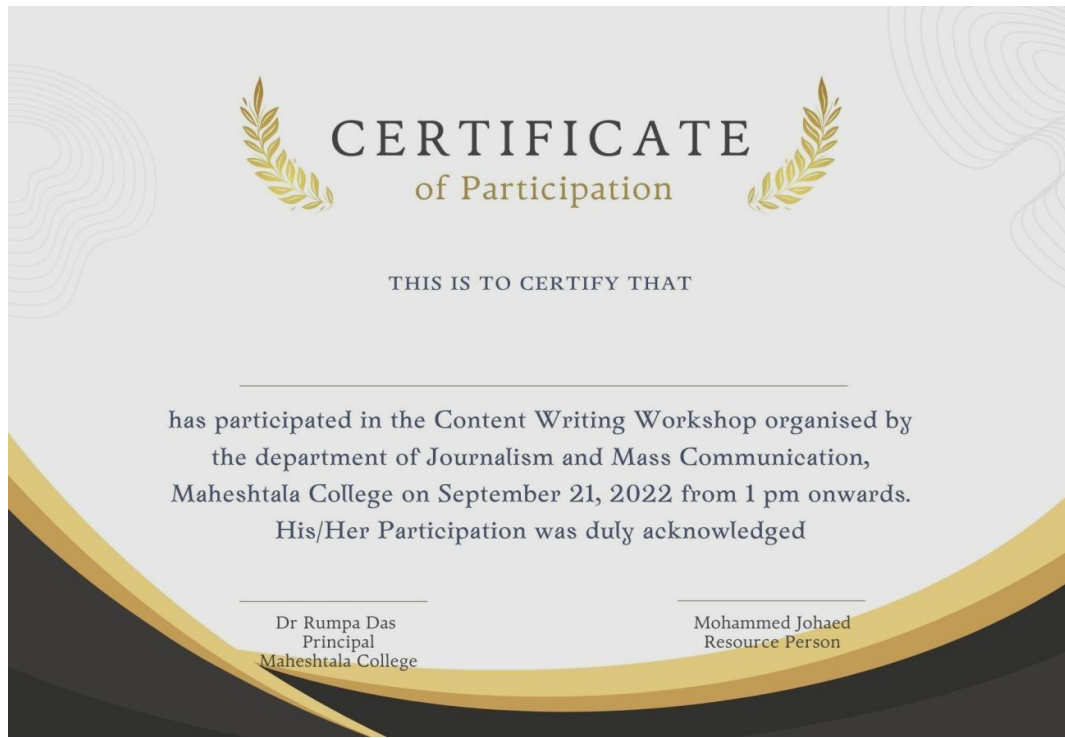 CERTIFICATE
of Participation
THIS IS TO CERTIFY THAT
has participated in the Content Writing Workshop organised by
the department of Journalism and Mass Communication,
Maheshtala College on September 21, 2022 from 1 pm onwards.
His/Her Participation was duly acknowledged
Dr Rumpa Das
Principal
Maheshtala College
Mohammed Johaed
Resource Person